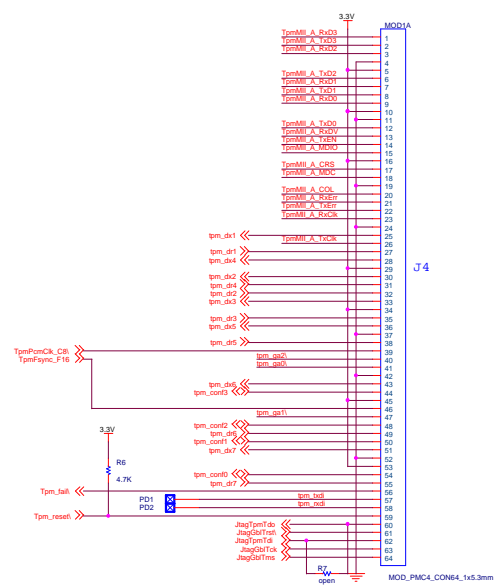 3.3V
MOD1A
TpmMII_A_RxD3 1
TpmMII_A_TxD3 2
TpmMII_A_RxD2 3
4
5
TpmMII_A_TxD2 6
TpmMII_A_RxD1 7
TpmMII_A_TxD1 8
TpmMII_A_RxD0 9
10
11
TpmMII_A_TxD0 12
TpmMII_A_RxDV 13
TpmMII_A_TxEN 14
TpmMII_A_MDIO 15
16
TpmMII_A_CRS 17
TpmMII_A_MDC 18
19
TpmMII_A_COL 20
TpmMII_A_RxErr 21
TpmMII_A_TxErr 22
TpmMII_A_RxClk 23
24
tpm_dx1 25
TpmMII_A_TxClk 26
tpm_dr1 27
tpm_dx4 28
29
J4
tpm_dx2 30
tpm_dr4 31
tpm_dr2 32
tpm_dx3 33
34
tpm_dr3 35
tpm_dx5 36
37
tpm_dr5 38
TpmPcmClk_C8\ 39
TpmFsync_F16 tpm_ga2\ 40
tpm_ga0\ 41
42
tpm_dx6 43
tpm_conf3 44
45
46
tpm_ga1\ 47
tpm_conf2 48
tpm_dr6 49
3.3V
tpm_conf1 50
tpm_dx7 51
52
R6
53
tpm_conf0 54
4.7K
tpm_dr7 55
Tpm_fail\ 56
PD1 tpm_txdi 57
PD2 tpm_rxdi 58
Tpm_reset\ 59
JtagTpmTdo 60
JtagGblTrst\ 61
JtagTpmTdi 62
JtagGblTck 63
JtagGblTms 64
R7
open
MOD_PMC4_CON64_1x5.3mm